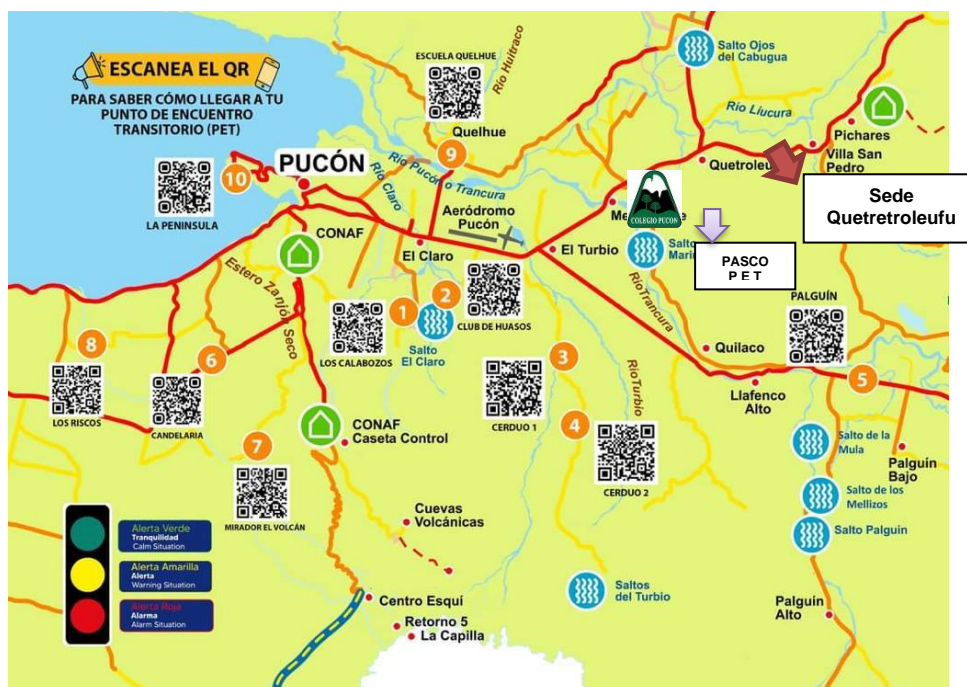 ESCANEA EL QR
PARA SABER CÓMO LLEGAR A TU
PUNTO DE ENCUENTRO
TRANSITORIO (PET)
ESCUELA QUELHUE
Río Huitraco
Salto Ojos
del Cabugua
Río Liucura
Quelhue
9
Pichares
Villa San
Pedro
Quetroleu
PUCÓN
10
LA PENINSULA
Río Pucón o Trancura
Río Claro
Aeródromo
Pucón
COLEGIO PUCON
Sede
Quetretroleufu
CONAF
El Claro
El Turbio
Salto
Marin
PASCO
P E T
Estero Zanjón Seco
Río Trancura
PALGUÍN
1
2
CLUB DE HUASOS
LOS CALABOZOS
Salto
El Claro
8
6
3
Quilaco
5
LOS RISCOS
CANDELARIA
Río Turbio
Llafenco
Alto
CERDUO 1
4
7
CONAF
Caseta Control
Salto de la
Mula
Palguín
Bajo
CERDUO 2
Salto de los
Mellizos
MIRADOR EL VOLCÁN
Cuevas
Volcánicas
Salto Palguin
Alerta Verde
Tranquilidad
Calm Situation
Alerta Amarilla
Alerta
Warning Situation
Alerta Roja
Alarma
Alarm Situation
Centro Esquí
Saltos
del Turbio
Palguín
Alto
Retorno 5
La Capilla